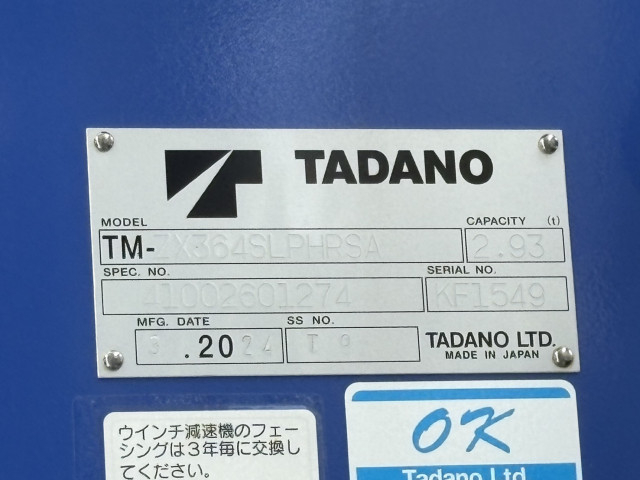 TADANO
MODEL
CAPACITY (t)
TM-ZX364SLPHRSA
2.93
SPEC. NO.
SERIAL NO.
41002601274
KF1549
MFG. DATE
SS NO.
.2024
TADANO LTD.
MADE IN JAPAN
ウインチ減速機のフェー
シングは3年毎に交換し
てください。
OK
Tadano Ltd